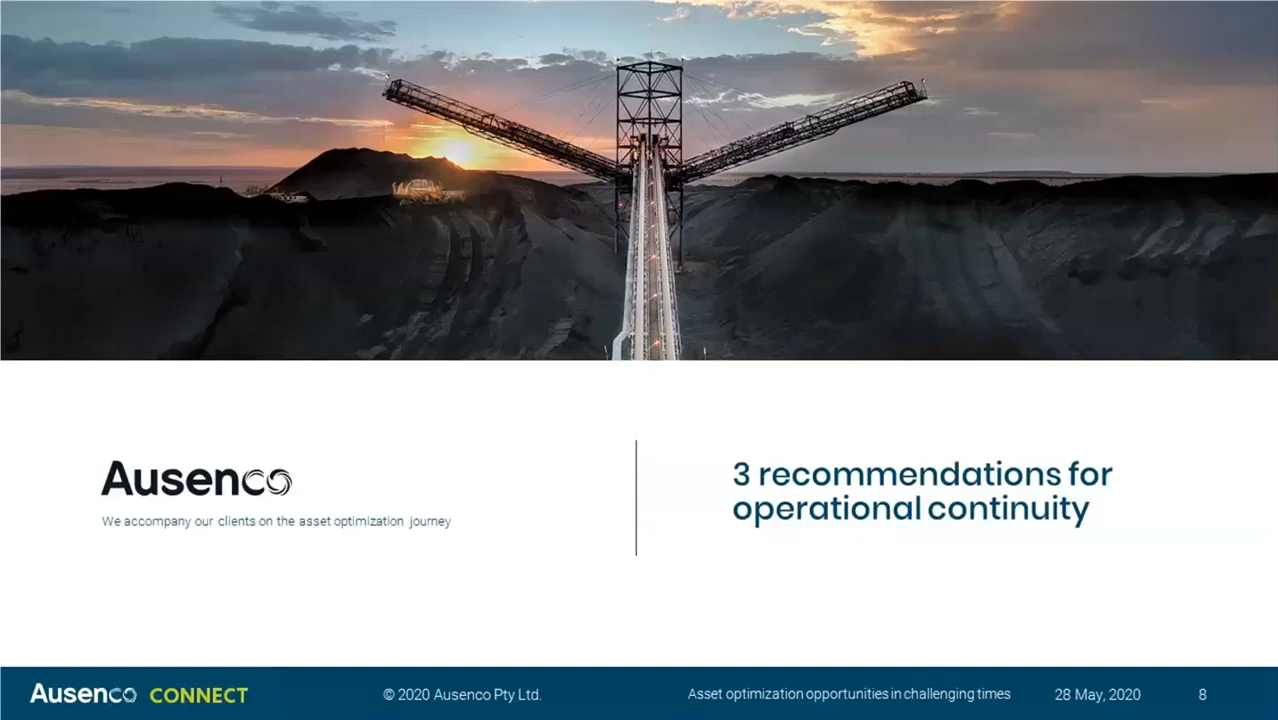 Ausenco
We accompany our clients on the asset optimization journey
3 recommendations for
operational continuity
Ausenco CONNECT
© 2020 Ausenco Pty Ltd.
Asset optimization opportunities in challenging times
28 May, 2020
8